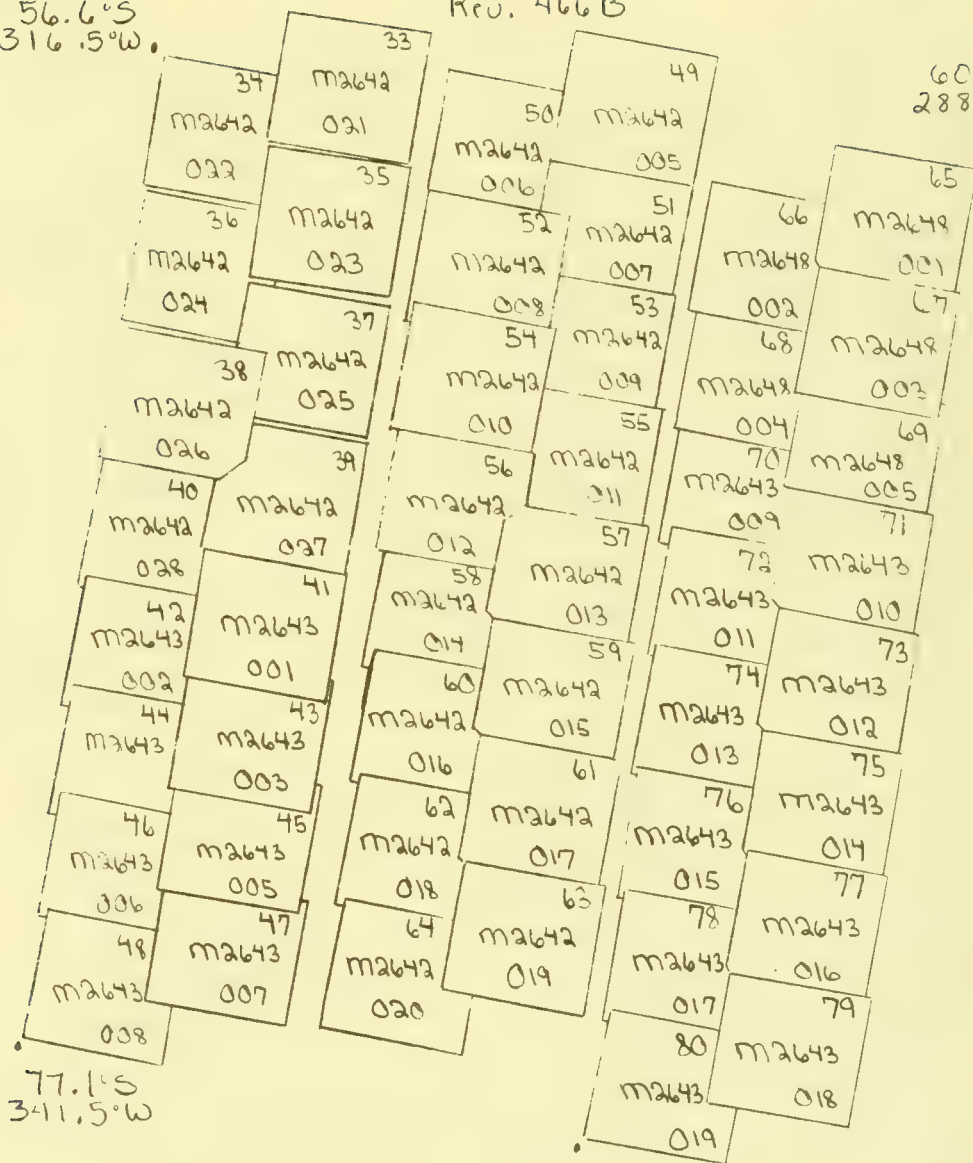 56.6°S
316.5°W.
Rev. 466B
60
288
33
M2642
021
34
M2642
022
35
M2642
023
36
M2642
024
37
M2642
025
38
M2642
026
39
M2642
027
40
M2642
028
41
M2643
001
42
M2643
002
43
M2643
003
44
M2643
45
M2643
005
46
M2643
006
47
M2643
007
48
M2643
008
77.1°S
341.5°W
49
M2642
005
50
M2642
006
51
M2642
007
52
M2642
008
53
M2642
009
54
M2642
010
55
M2642
011
56
M2642
012
57
M2642
013
58
M2642
014
59
M2642
015
60
M2642
016
61
M2642
017
62
M2642
018
63
M2642
019
64
M2642
020
65
M2648
001
66
M2648
002
67
M2648
003
68
M2648
004
69
M2648
005
70
M2643
009
71
M2643
010
72
M2643
011
73
M2643
012
74
M2643
013
75
M2643
014
76
M2643
015
77
M2643
016
78
M2643
017
79
M2643
018
80
M2643
019